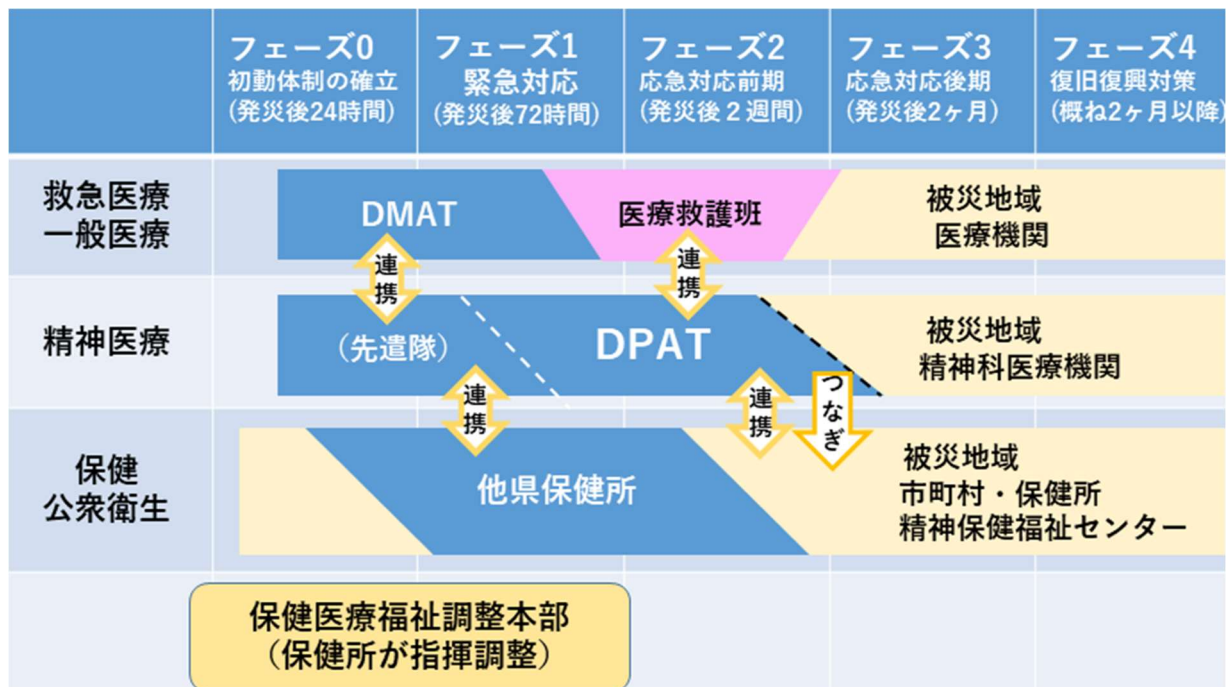 フェーズ0
初動体制の確立
(発災後24時間)
フェーズ1
緊急対応
(発災後72時間)
フェーズ2
応急対応前期
(発災後２週間)
フェーズ3
応急対応後期
(発災後2ヶ月)
フェーズ4
復旧復興対策
(概ね2ヶ月以降)
救急医療
一般医療
DMAT
医療救護班
被災地域
医療機関
連携
連携
精神医療
（先遣隊）
DPAT
被災地域
精神科医療機関
連携
連携
つなぎ
保健
公衆衛生
他県保健所
被災地域
市町村・保健所
精神保健福祉センター
保健医療福祉調整本部
（保健所が指揮調整）